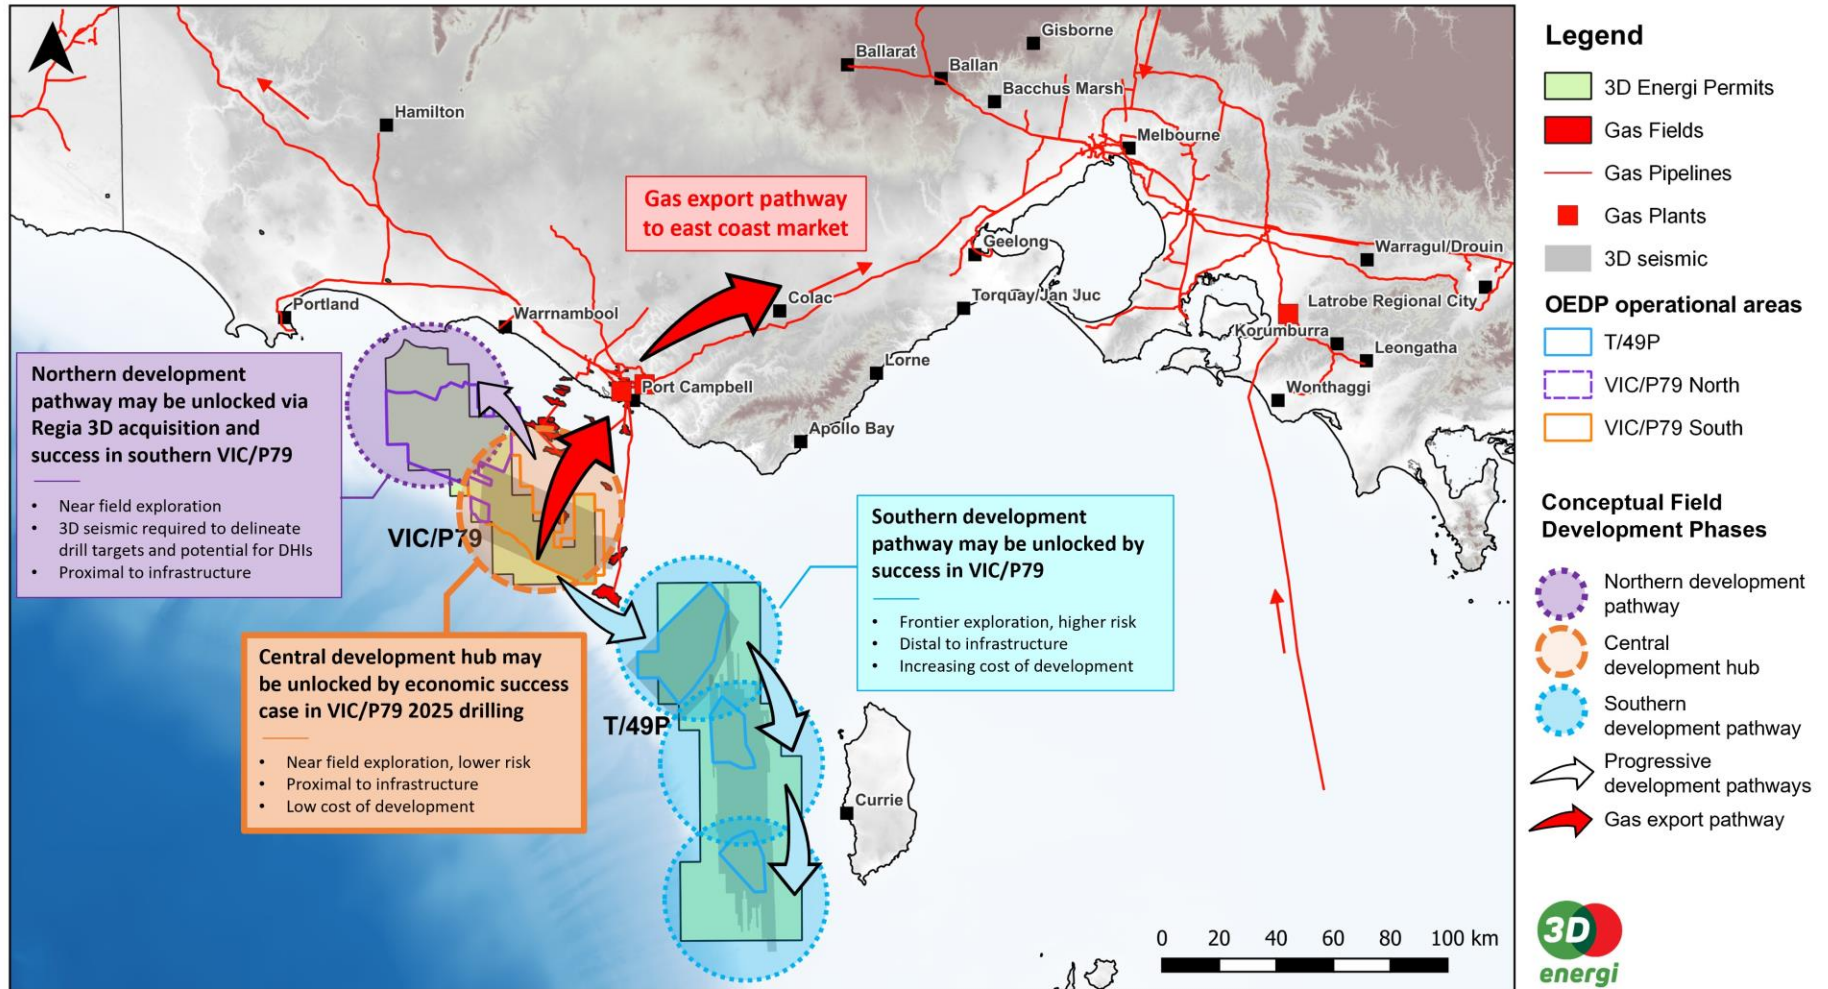 Gisborne
Ballarat
Ballan
Bacchus Marsh
Hamilton
Melbourne
Gas export pathway
to east coast market
Geelong
Warragul/Drouin
Colac
Torquay/Jan Juc
Latrobe Regional City
Portland
Warrnambool
Korumburra
Leongatha
Lorne
Port Campbell
Wonthaggi
Apollo Bay
Northern development
pathway may be unlocked via
Regia 3D acquisition and
success in southern VIC/P79
• Near field exploration
• 3D seismic required to delineate
drill targets and potential for DHIs
• Proximal to infrastructure
VIC/P79
Southern development
pathway may be unlocked by
success in VIC/P79
• Frontier exploration, higher risk
• Distal to infrastructure
• Increasing cost of development
Central development hub may
be unlocked by economic success
case in VIC/P79 2025 drilling
• Near field exploration, lower risk
• Proximal to infrastructure
• Low cost of development
T/49P
Currie
0 20 40 60 80 100 km
Legend
3D Energi Permits
Gas Fields
Gas Pipelines
Gas Plants
3D seismic
OEDP operational areas
T/49P
VIC/P79 North
VIC/P79 South
Conceptual Field
Development Phases
Northern development
pathway
Central
development hub
Southern
development pathway
Progressive
development pathways
Gas export pathway
3D
energi